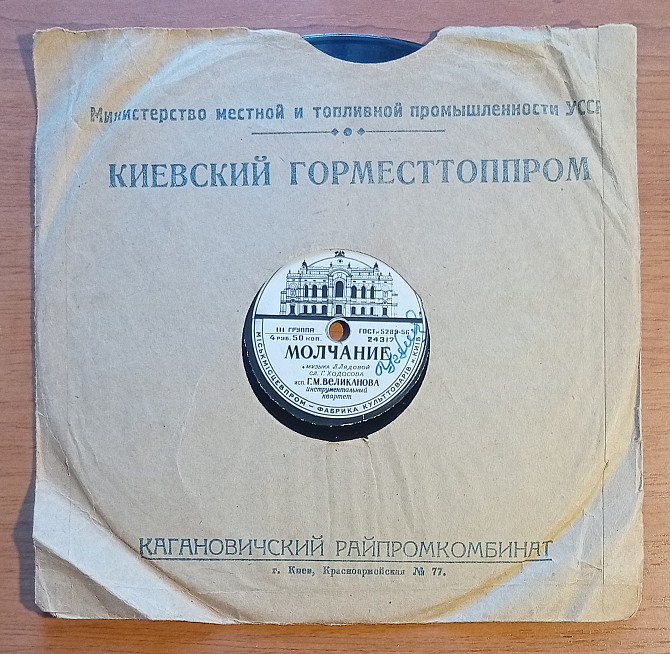 Министерство местной и топливной промышленности УССР
КИЕВСКИЙ ГОРМЕСТТОППРОМ
III ГРУППА ГОСТ 5289-56
4 РУБ. 50 КОП. 24317
МОЛЧАНИЕ
МУЗЫКА Л.Лядовой
СЛ. Г. Ходосова
исп. Г.М.ВЕЛИКАНОВА
инструментальный
квартет
МІСЬКМІСЦЕВПРОМ – ФАБРИКА КУЛЬТТОВАРІВ • КИЇВ
КАГАНОВИЧСКИЙ РАЙПРОМКОМБИНАТ
г. Киев, Красноармейская № 77.